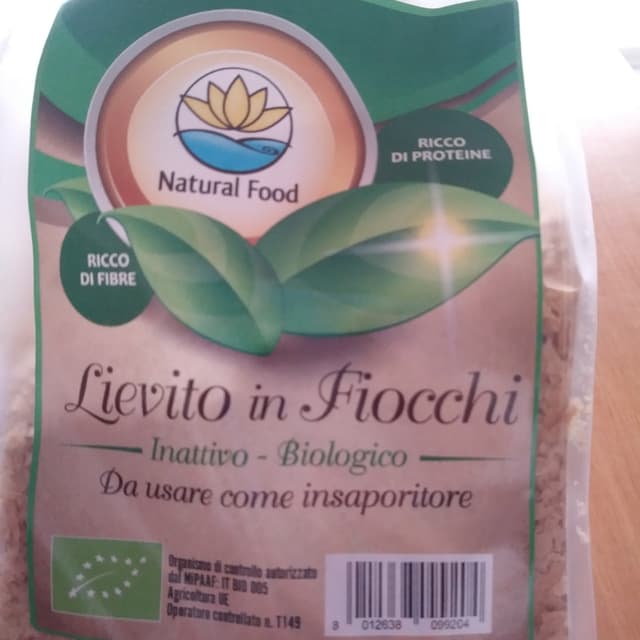 Natural Food
RICCO
DI PROTEINE
RICCO
DI FIBRE
Lievito in Fiocchi
Inattivo - Biologico
Da usare come insaporitore
Organismo di controllo autorizzato
dal MIPAAF: IT BIO 005
Agricoltura UE
Operatore controllato n. T149
8 012638 099204